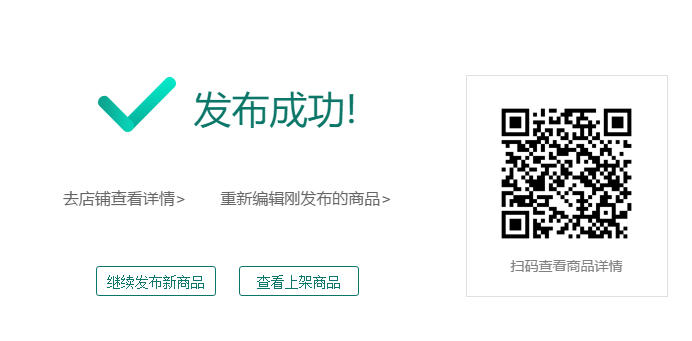 发布成功!
去店铺查看详情>
重新编辑刚发布的商品>
继续发布新商品
查看上架商品
扫码查看商品详情